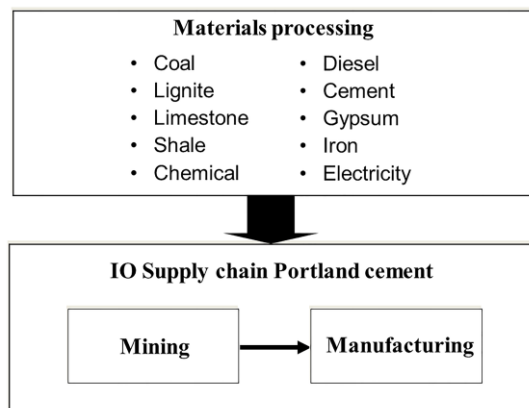 Materials processing
• Coal
• Lignite
• Limestone
• Shale
• Chemical
• Diesel
• Cement
• Gypsum
• Iron
• Electricity
IO Supply chain Portland cement
Mining
Manufacturing